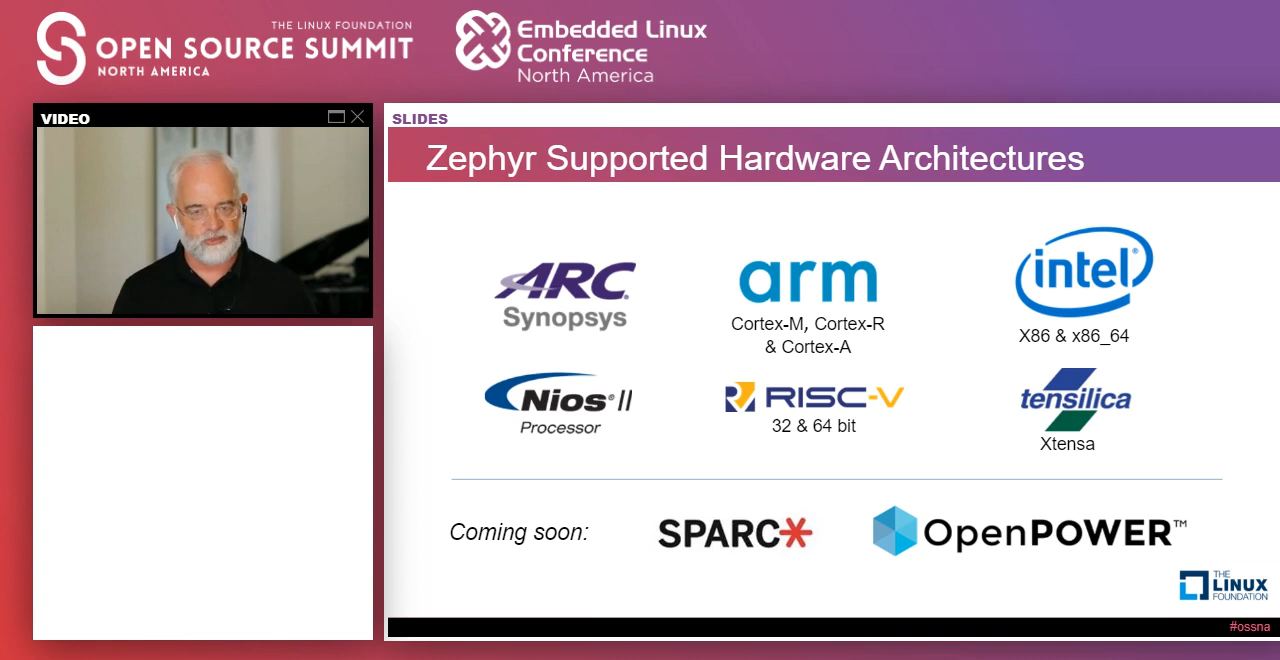 THE LINUX FOUNDATION
OPEN SOURCE SUMMIT
NORTH AMERICA
Embedded Linux
Conference
North America
VIDEO
SLIDES
Zephyr Supported Hardware Architectures
ARC
Synopsys
arm
Cortex-M, Cortex-R
& Cortex-A
intel
X86 & x86_64
Nios® II
Processor
RISC-V
32 & 64 bit
tensilica
Xtensa
Coming soon:
SPARC
OpenPOWER™
THE
LINUX
FOUNDATION
#ossna